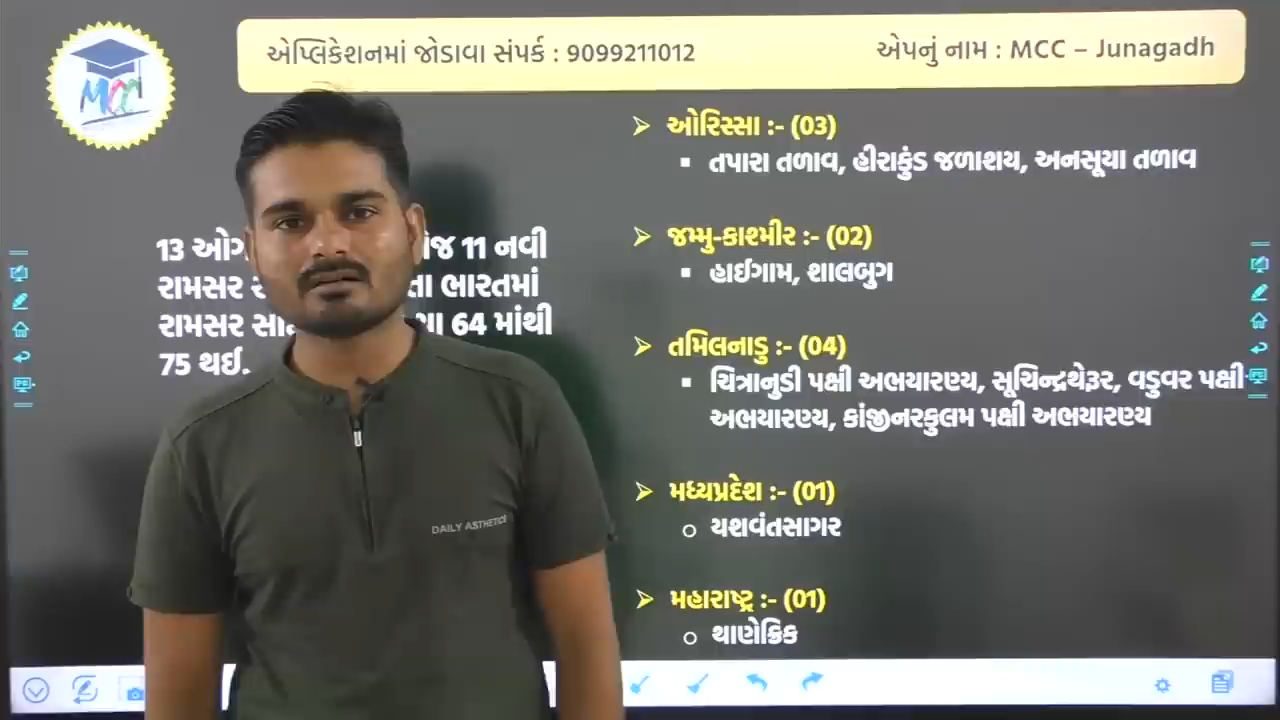 એપ્લિકેશનમાં જોડાવા સંપર્ક : 9099211012
એપનું નામ : MCC – Junagadh
MCC
13 ઓગ
જ 11 નવી
રામસર
તા ભારતમાં
રામસર સા
64 માંથી
75 થઈ.
ઓરિસ્સા :- (03)
તપારા તળાવ, હીરાકુંડ જળાશય, અનસૂયા તળાવ
જમ્મુ-કાશ્મીર :- (02)
હાઈગામ, શાલબુગ
તમિલનાડુ :- (04)
ચિત્રાનુડી પક્ષી અભયારણ્ય, સૂચિન્દ્રથેરૂર, વડુવર પક્ષી
અભયારણ્ય, કાંજીનરકુલમ પક્ષી અભયારણ્ય
મધ્યપ્રદેશ :- (01)
યશવંતસાગર
મહારાષ્ટ્ર :- (01)
થાણેક્રિક
DAILY ASTHETICS